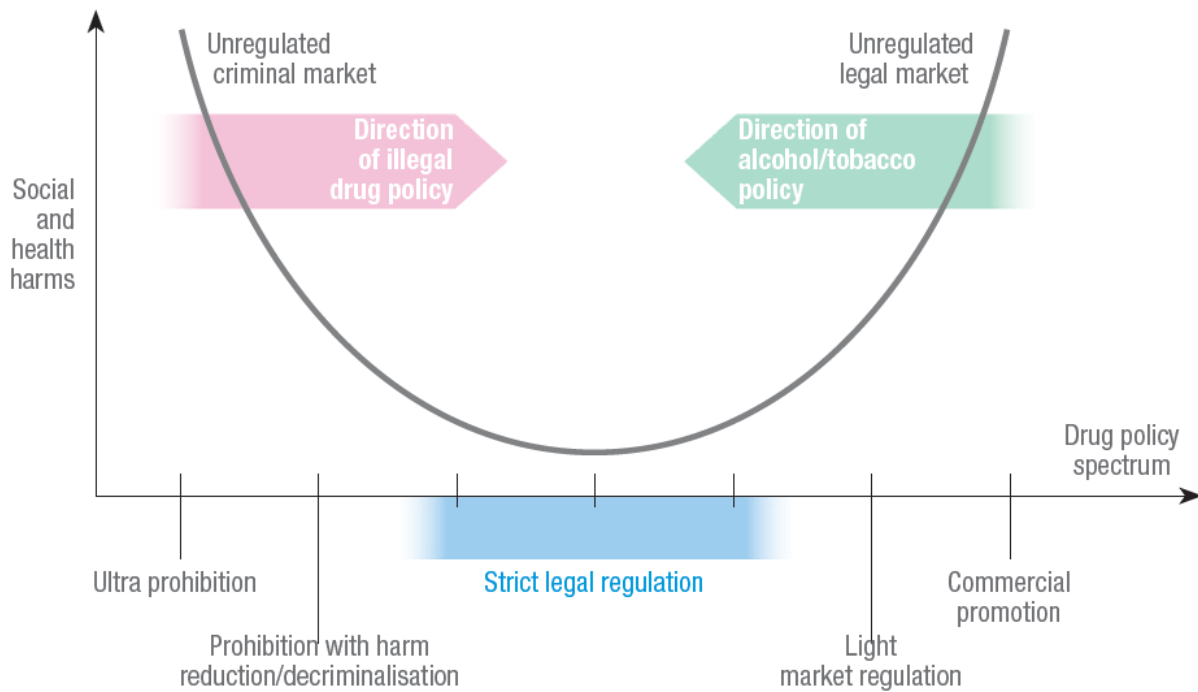 Unregulated
criminal market
Unregulated
legal market
Direction
of illegal
drug policy
Direction of
alcohol/tobacco
policy
Social
and
health
harms
Drug policy
spectrum
Ultra prohibition
Strict legal regulation
Commercial
promotion
Prohibition with harm
reduction/decriminalisation
Light
market regulation